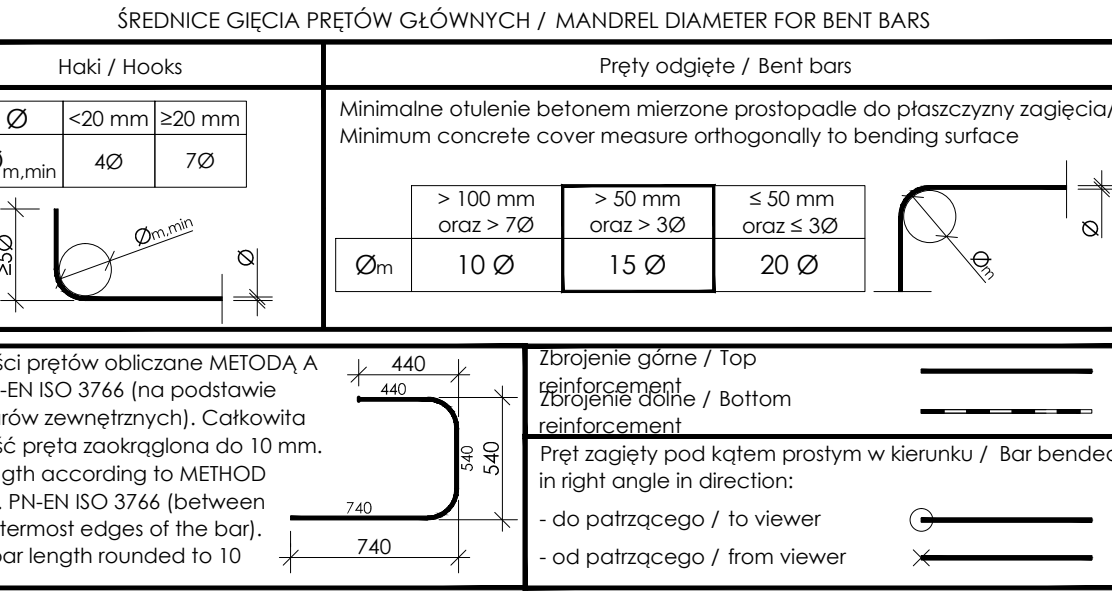 ŚREDNICE GIĘCIA PRĘTÓW GŁÓWNYCH / MANDREL DIAMETER FOR BENT BARS
Haki / Hooks
Ø <20 mm ≥20 mm
m,min 4Ø 7Ø
≥5Ø
Øm,min
Ø
Pręty odgięte / Bent bars
Minimalne otulenie betonem mierzone prostopadle do płaszczyzny zagięcia/
Minimum concrete cover measure orthogonally to bending surface
> 100 mm > 50 mm ≤ 50 mm
oraz > 7Ø oraz > 3Ø oraz ≤ 3Ø
Øm 10 Ø 15 Ø 20 Ø
Øm
Ø
ści prętów obliczane METODĄ A
-EN ISO 3766 (na podstawie
rów zewnętrznych). Całkowita
ść pręta zaokrąglona do 10 mm.
gth according to METHOD
. PN-EN ISO 3766 (between
termost edges of the bar).
bar length rounded to 10
440
440
540
540
740
740
Zbrojenie górne / Top
reinforcement
Zbrojenie dolne / Bottom
reinforcement
Pręt zagięty pod kątem prostym w kierunku / Bar bended
in right angle in direction:
- do patrzącego / to viewer
- od patrzącego / from viewer